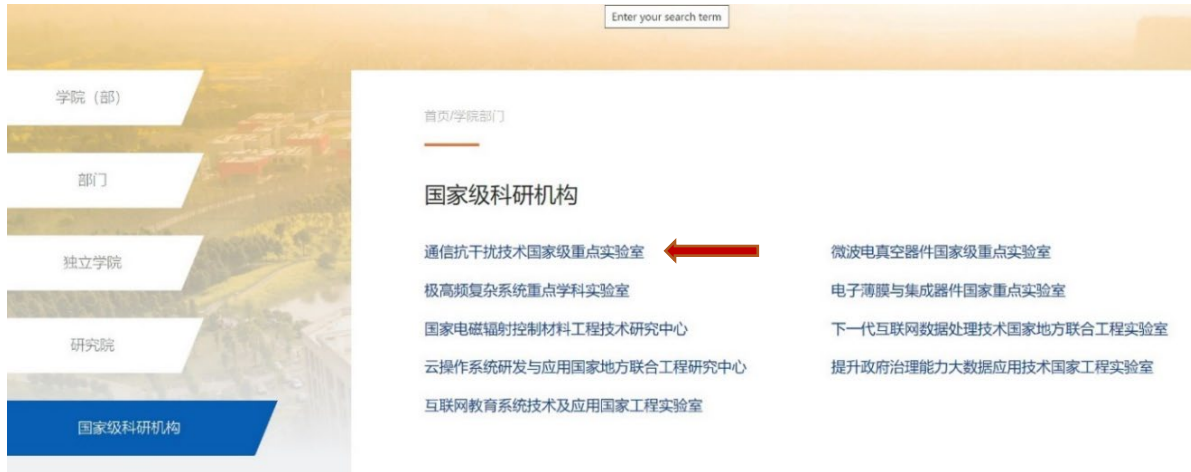 Enter your search term
学院（部）
部门
独立学院
研究院
国家级科研机构
首页/学院部门
国家级科研机构
通信抗干扰技术国家级重点实验室
微波电真空器件国家级重点实验室
极高频复杂系统重点学科实验室
电子薄膜与集成器件国家重点实验室
国家电磁辐射控制材料工程技术研究中心
下一代互联网数据处理技术国家地方联合工程实验室
云操作系统研发与应用国家地方联合工程研究中心
提升政府治理能力大数据应用技术国家工程实验室
互联网教育系统技术及应用国家工程实验室